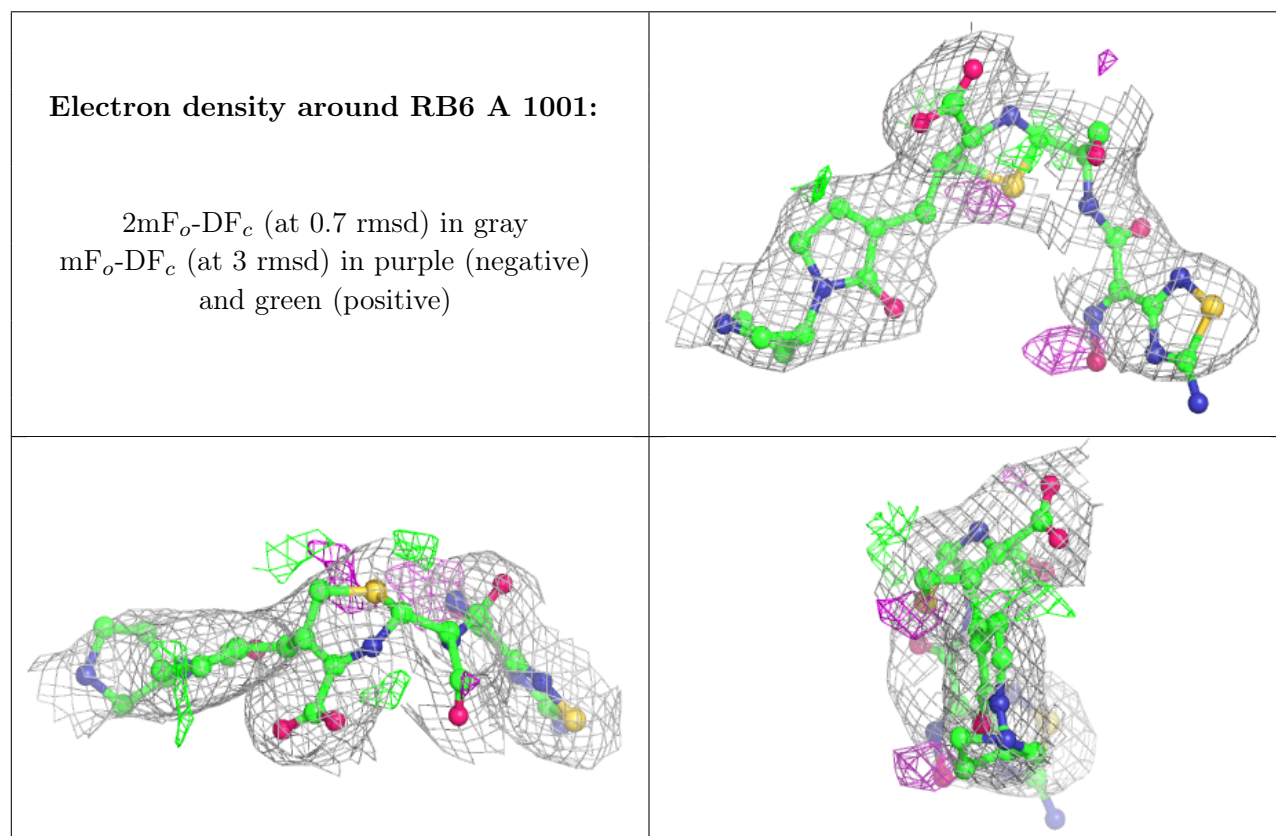 Electron density around RB6 A 1001:
2mFo-DFc (at 0.7 rmsd) in gray
mFo-DFc (at 3 rmsd) in purple (negative)
and green (positive)